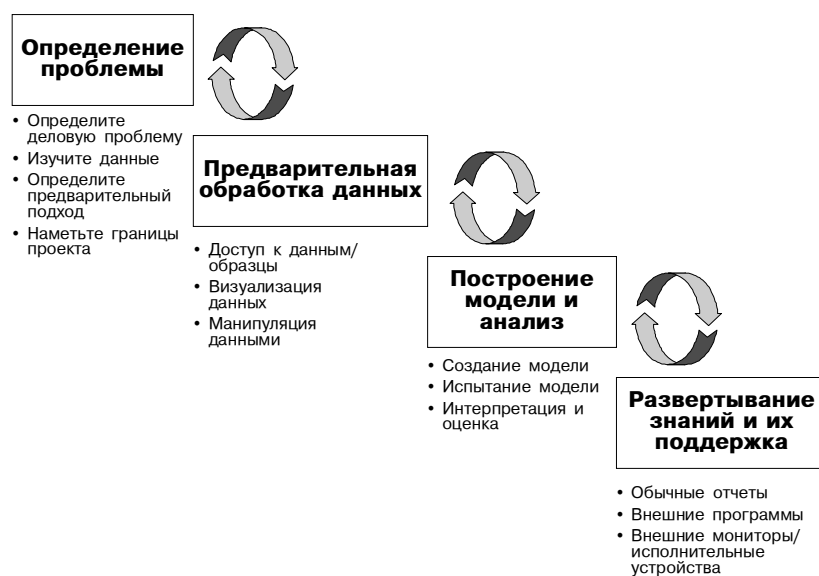 Определение
проблемы
• Определите
деловую проблему
• Изучите данные
• Определите
предварительный
подход
• Наметьте границы
проекта
Предварительная
обработка данных
• Доступ к данным/
образцы
• Визуализация
данных
• Манипуляция
данными
Построение
модели и
анализ
• Создание модели
• Испытание модели
• Интерпретация и
оценка
Развертывание
знаний и их
поддержка
• Обычные отчеты
• Внешние программы
• Внешние мониторы/
исполнительные
устройства